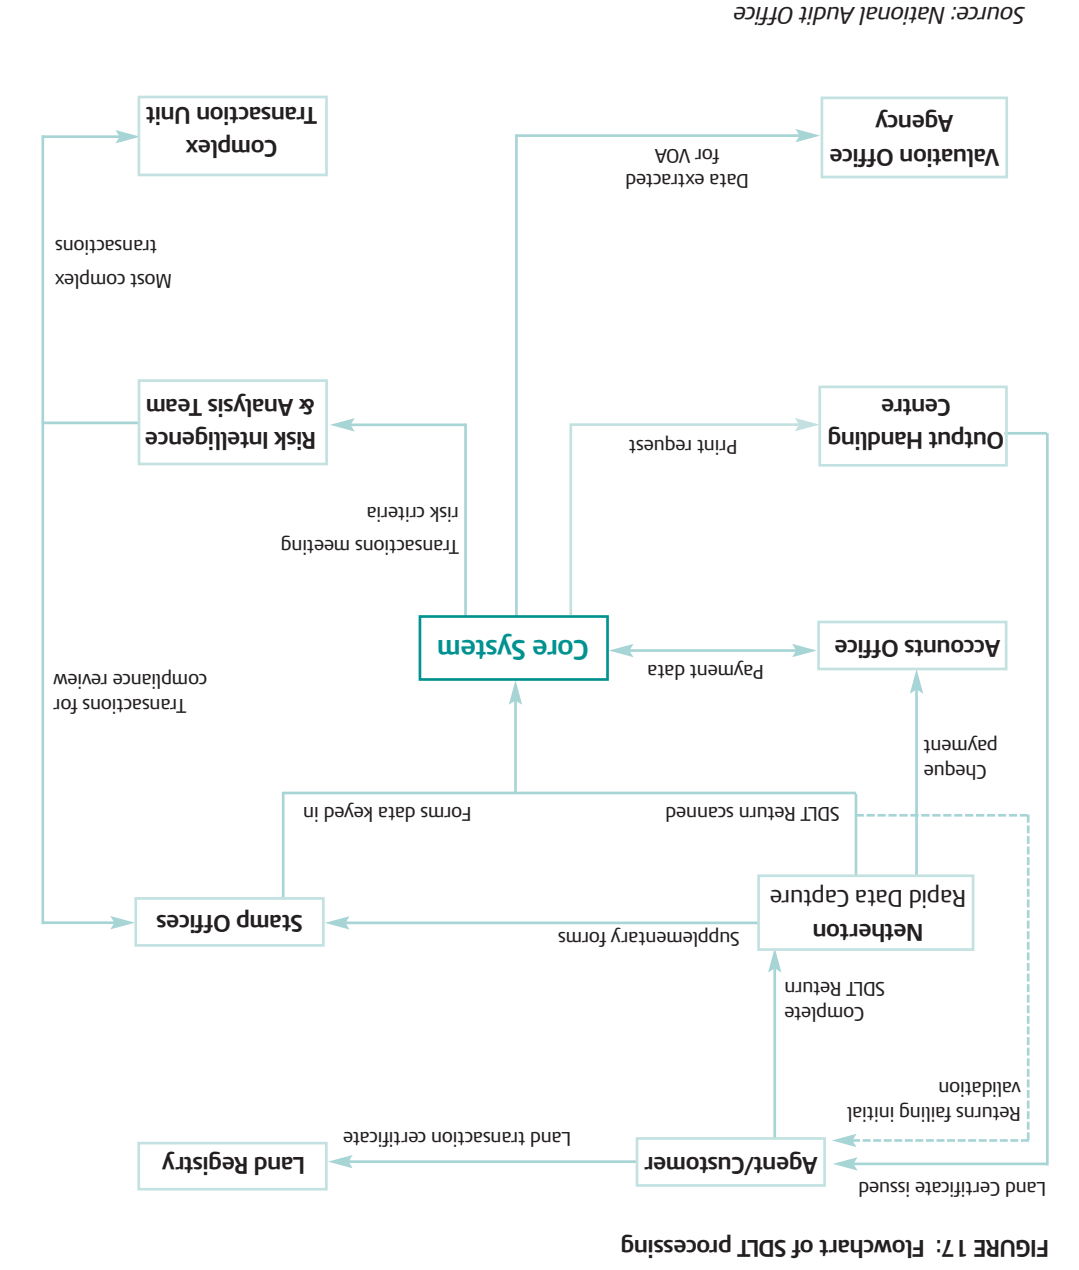 FIGURE 17: Flowchart of SDLT processing
Land Certificate issued
Agent/Customer
Land transaction certificate
Land Registry
Returns failing initial
validation
Complete
SDLT Return
Netherton
Rapid Data Capture
Supplementary forms
Stamp Offices
SDLT Return scanned
Forms data keyed in
Cheque
payment
Transactions for
compliance review
Accounts Office
Payment data
Core System
Transactions meeting
risk criteria
Output Handling
Centre
Print request
Risk Intelligence
& Analysis Team
Most complex
transactions
Valuation Office
Agency
Data extracted
for VOA
Complex
Transaction Unit
Source: National Audit Office